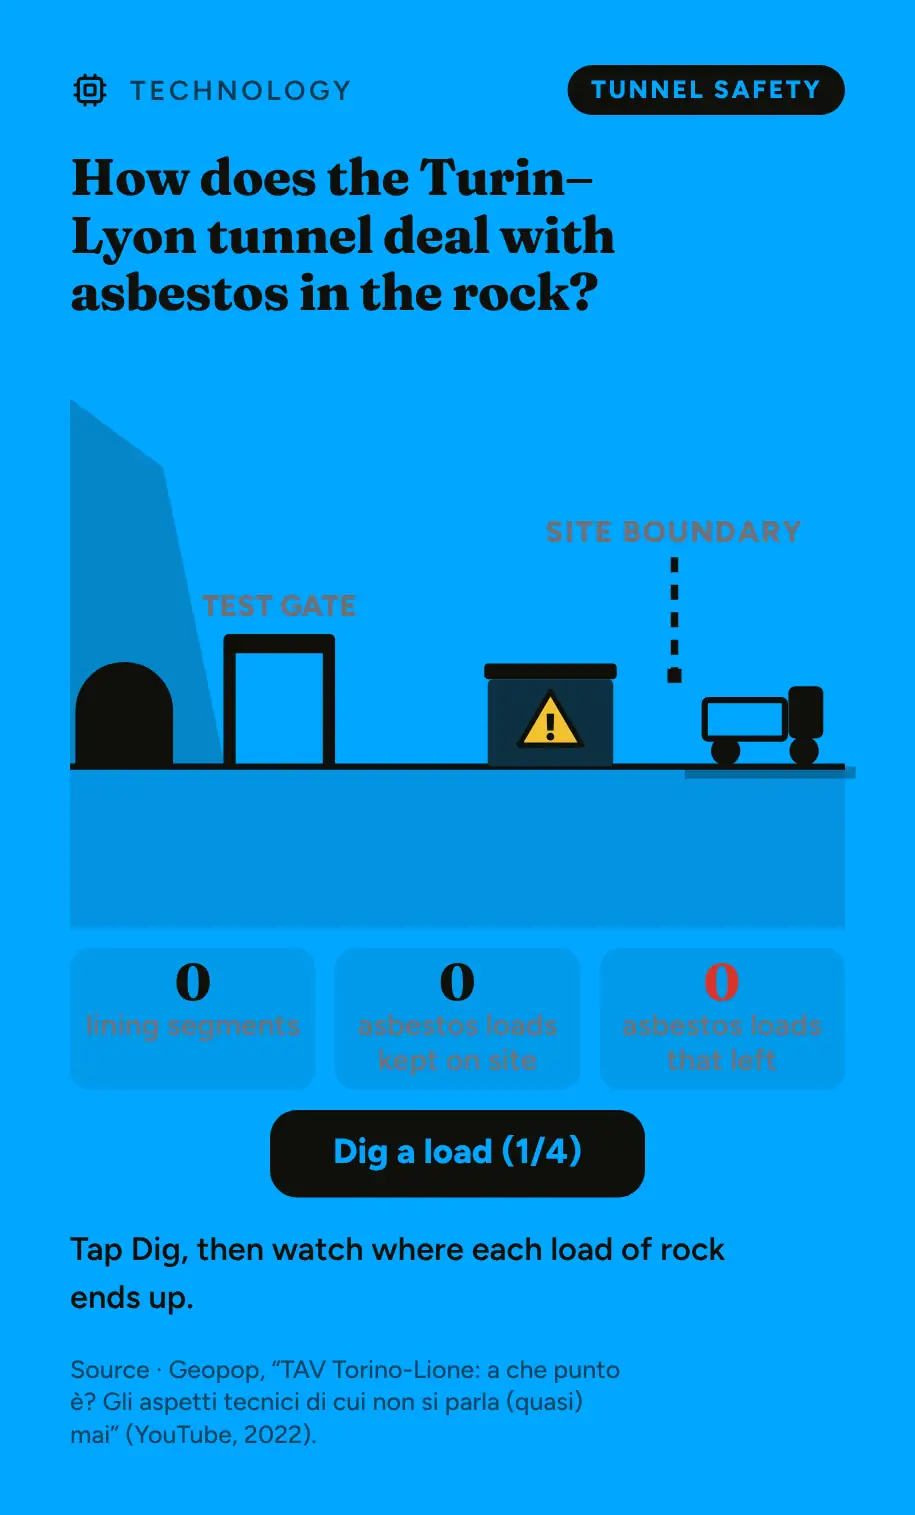 TECHNOLOGY
TUNNEL SAFETY
How does the Turin–
Lyon tunnel deal with
asbestos in the rock?
SITE BOUNDARY
TEST GATE
!
0
lining segments
0
asbestos loads
kept on site
0
asbestos loads
that left
Dig a load (1/4)
Tap Dig, then watch where each load of rock
ends up.
Source · Geopop, “TAV Torino-Lione: a che punto
è? Gli aspetti tecnici di cui non si parla (quasi)
mai” (YouTube, 2022).